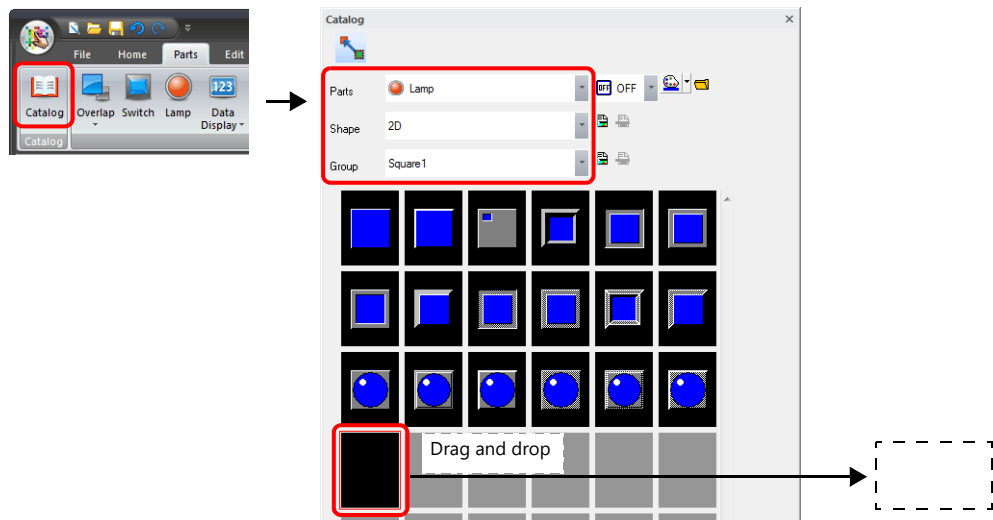 File Home Parts Edit
Catalog Overlap Switch Lamp Data
Display
123
Catalog
Catalog
Parts Lamp OFF OFF
Shape 2D
Group Square1
Drag and drop